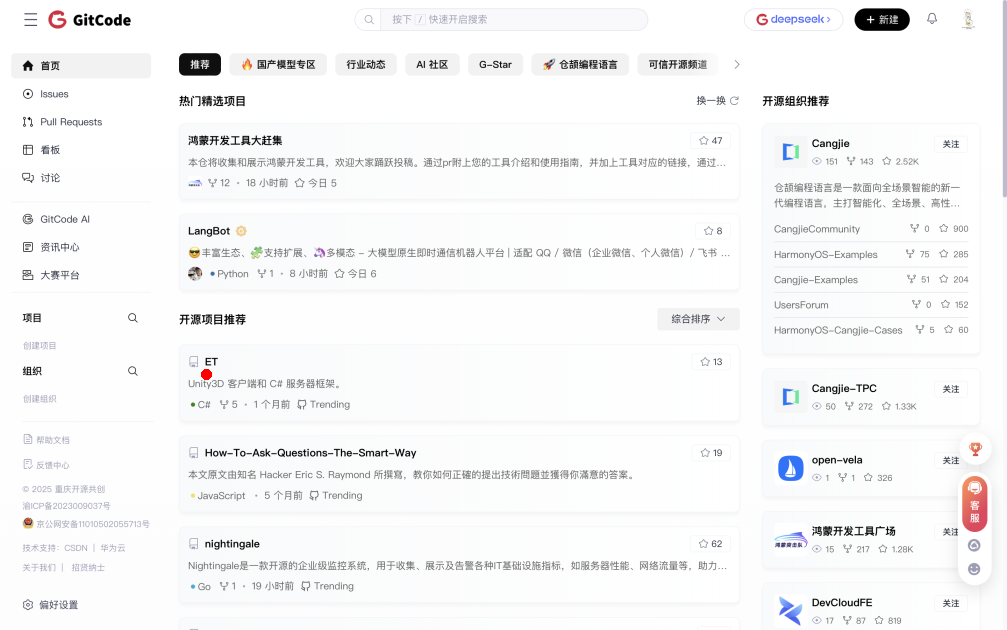 GitCode
按下 / 快速开启搜索
deepseek
新建
首页
Issues
Pull Requests
看板
讨论
GitCode AI
资讯中心
大赛平台
项目
创建项目
组织
创建组织
帮助文档
反馈中心
© 2025 重庆开源共创
渝ICP备2023009037号
京公网安备11010502055713号
技术支持：CSDN | 华为云
关于我们 | 招贤纳士
偏好设置
推荐
国产模型专区
行业动态
AI 社区
G-Star
仓颉编程语言
可信开源频道
热门精选项目
换一换
鸿蒙开发工具大赶集
47
本仓将收集和展示鸿蒙开发工具，欢迎大家踊跃投稿。通过pr附上您的工具介绍和使用指南，并加上工具对应的链接，通过…
12 · 18 小时前 今日 5
LangBot
8
😎丰富生态、🧩支持扩展、🦄多模态 - 大模型原生即时通信机器人平台 | 适配 QQ / 微信（企业微信、个人微信）/ 飞书 …
Python 1 · 8 小时前 今日 6
开源项目推荐
综合排序
ET
13
Unity3D 客户端和 C# 服务器框架。
C# 5 · 1 个月前 Trending
How-To-Ask-Questions-The-Smart-Way
19
本文原文由知名 Hacker Eric S. Raymond 所撰寫，教你如何正確的提出技術問題並獲得你滿意的答案。
JavaScript · 5 个月前 Trending
nightingale
62
Nightingale是一款开源的企业级监控系统，用于收集、展示及告警各种IT基础设施指标，如服务器性能、网络流量等，助力…
Go 1 · 19 小时前 Trending
开源组织推荐
Cangjie
关注
151 143 2.52K
仓颉编程语言是一款面向全场景智能的新一
代编程语言，主打智能化、全场景、高性…
CangjieCommunity 0 900
HarmonyOS-Examples 75 285
Cangjie-Examples 51 204
UsersForum 0 152
HarmonyOS-Cangjie-Cases 5 60
Cangjie-TPC
关注
50 272 1.33K
open-vela
关注
1 1 326
鸿蒙开发工具广场
关注
15 217 1.28K
DevCloudFE
关注
17 87 819
客
服